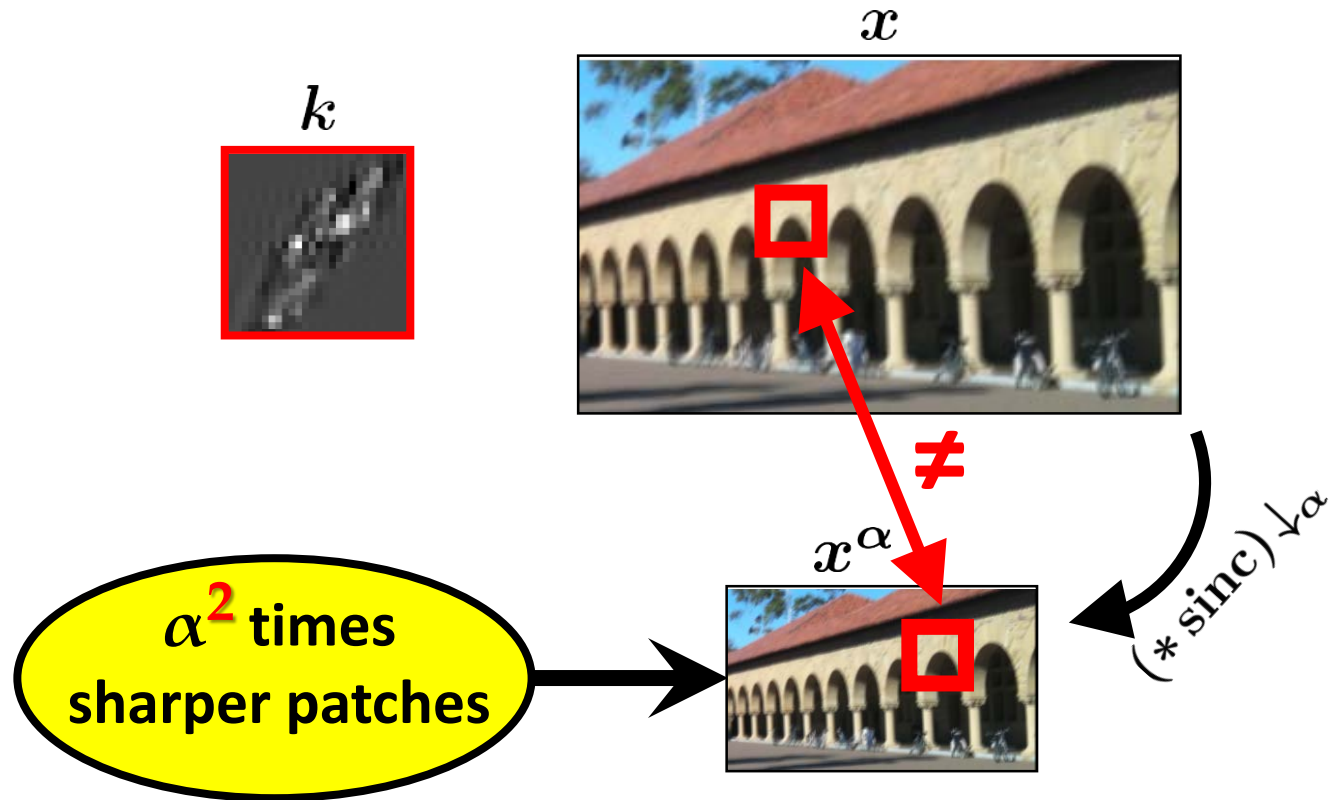 x
k
≠
x^α
(* sinc) ↓α
α² times
sharper patches